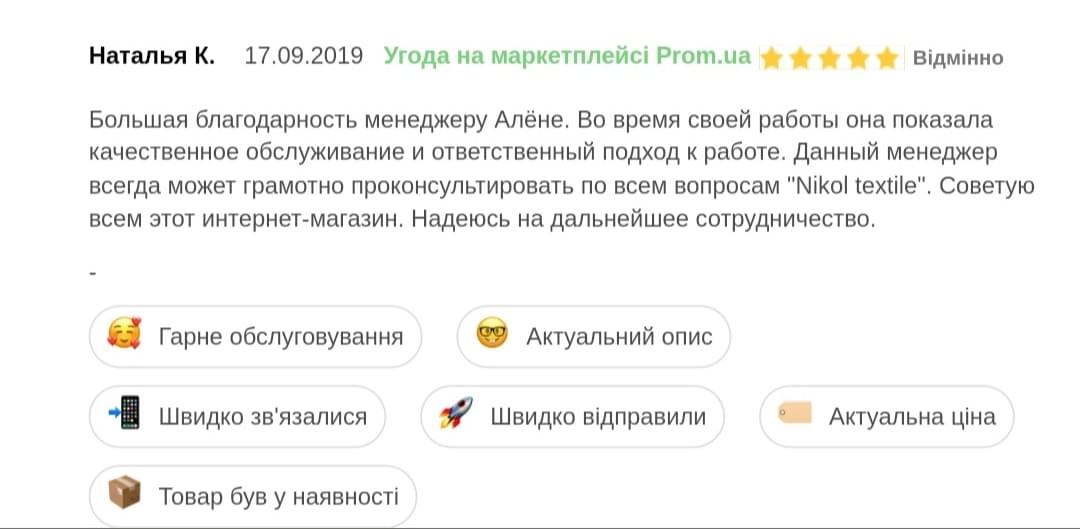 Наталья К. 17.09.2019 Угода на маркетплейсі Prom.ua Відмінно
Большая благодарность менеджеру Алёне. Во время своей работы она показала
качественное обслуживание и ответственный подход к работе. Данный менеджер
всегда может грамотно проконсультировать по всем вопросам "Nikol textile". Советую
всем этот интернет-магазин. Надеюсь на дальнейшее сотрудничество.
-
Гарне обслуговування Актуальний опис
Швидко зв'язалися Швидко відправили Актуальна ціна
Товар був у наявності